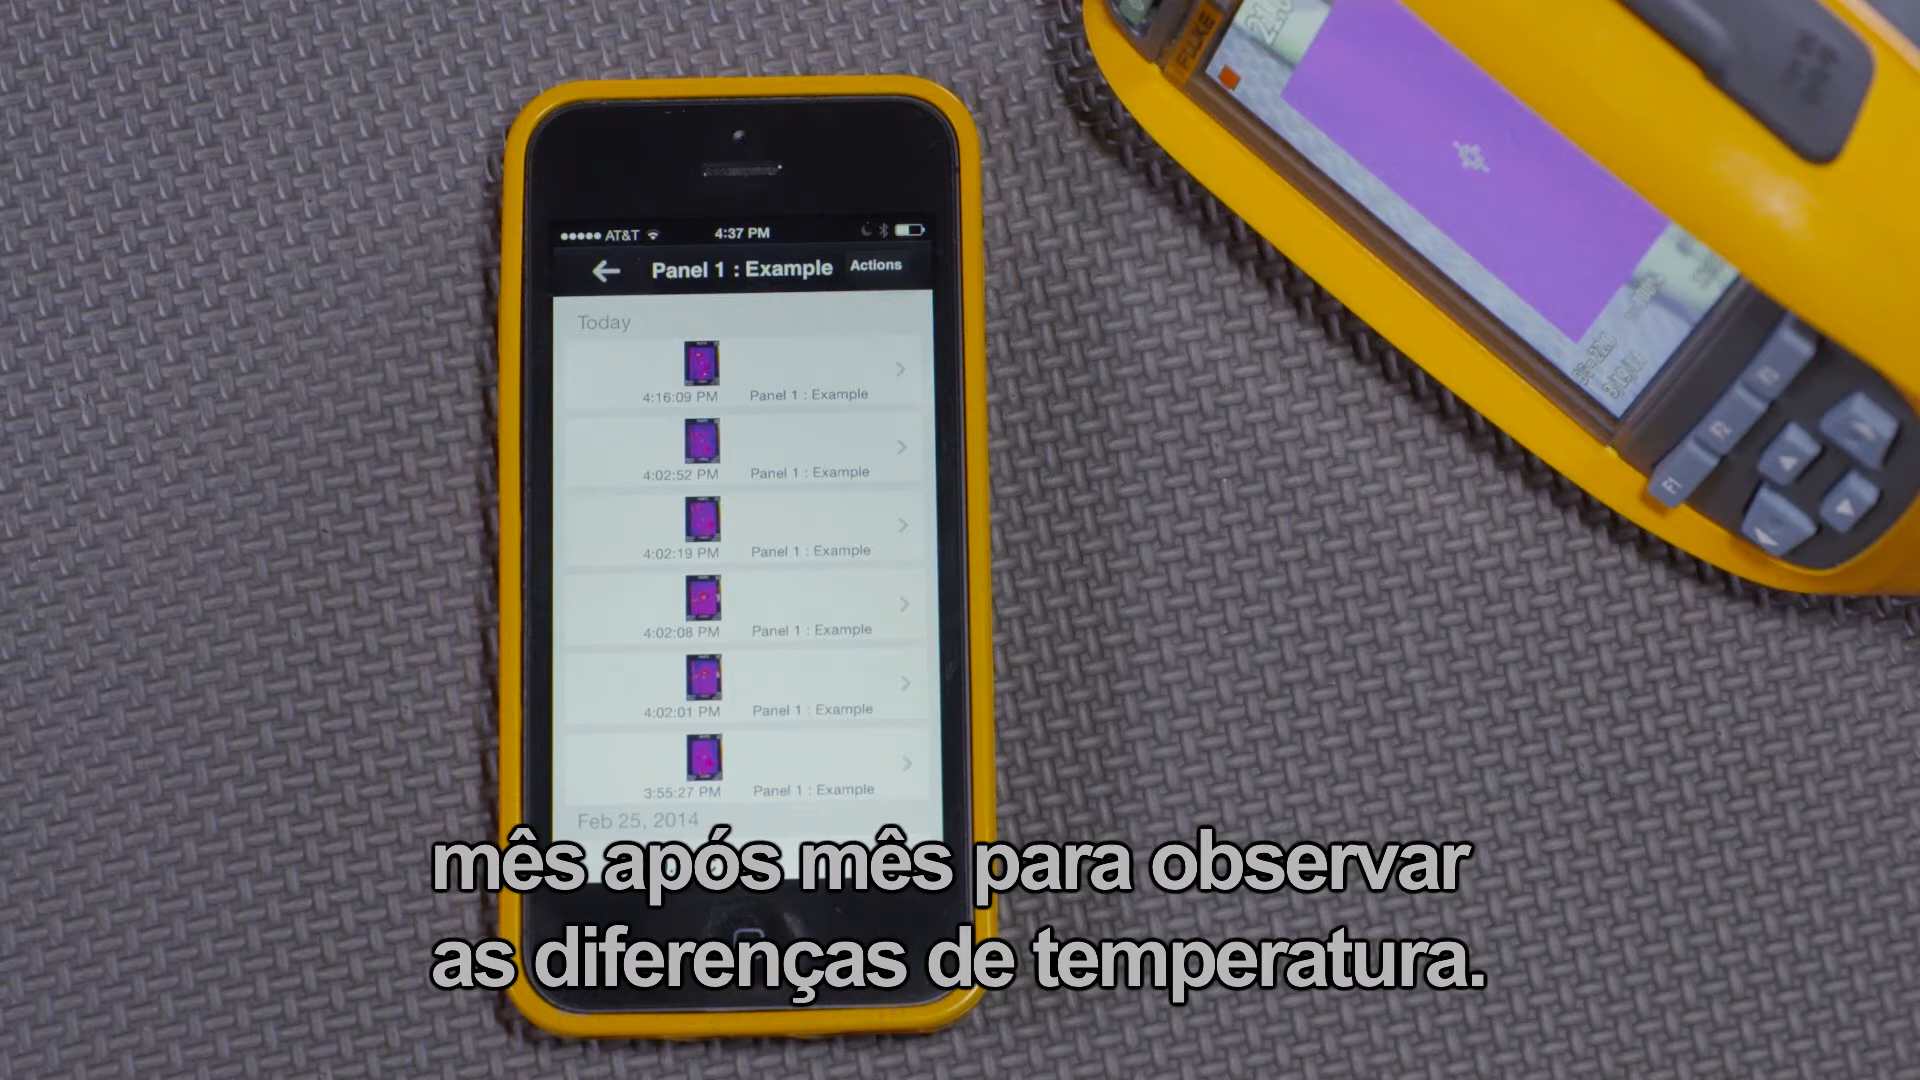 AT&T
4:37 PM
Panel 1 : Example
Actions
Today
4:16:09 PM Panel 1 : Example
4:02:52 PM Panel 1 : Example
4:02:19 PM Panel 1 : Example
4:02:08 PM Panel 1 : Example
4:02:01 PM Panel 1 : Example
3:55:27 PM Panel 1 : Example
Feb 25, 2014
FLUKE
F1
F2
F3
mês após mês para observar
as diferenças de temperatura.